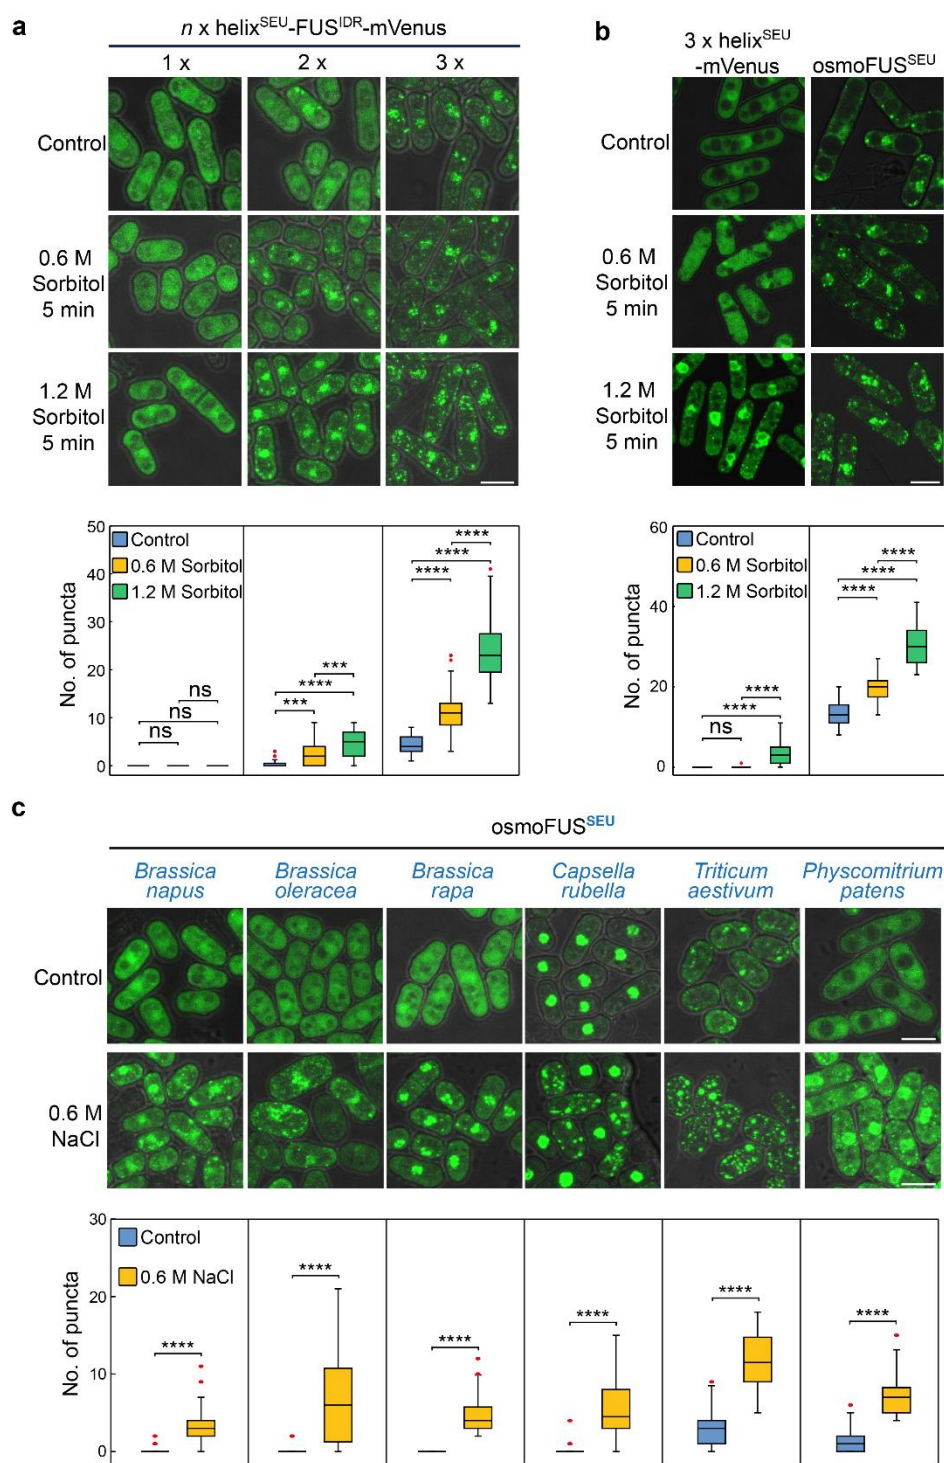 a
n x helix^SEU-FUS^IDR-mVenus
1 x 2 x 3 x
Control
0.6 M
Sorbitol
5 min
1.2 M
Sorbitol
5 min
50
40
30
20
10
0
No. of puncta
Control
0.6 M Sorbitol
1.2 M Sorbitol
ns
ns
ns
***
****
***
****
****
****
b
3 x helix^SEU
-mVenus
osmoFUS^SEU
Control
0.6 M
Sorbitol
5 min
1.2 M
Sorbitol
5 min
60
40
20
0
No. of puncta
Control
0.6 M Sorbitol
1.2 M Sorbitol
ns
****
****
****
****
****
c
osmoFUS^SEU
Brassica
napus
Brassica
oleracea
Brassica
rapa
Capsella
rubella
Triticum
aestivum
Physcomitrium
patens
Control
0.6 M
NaCl
30
20
10
0
No. of puncta
Control
0.6 M NaCl
****
****
****
****
****
****